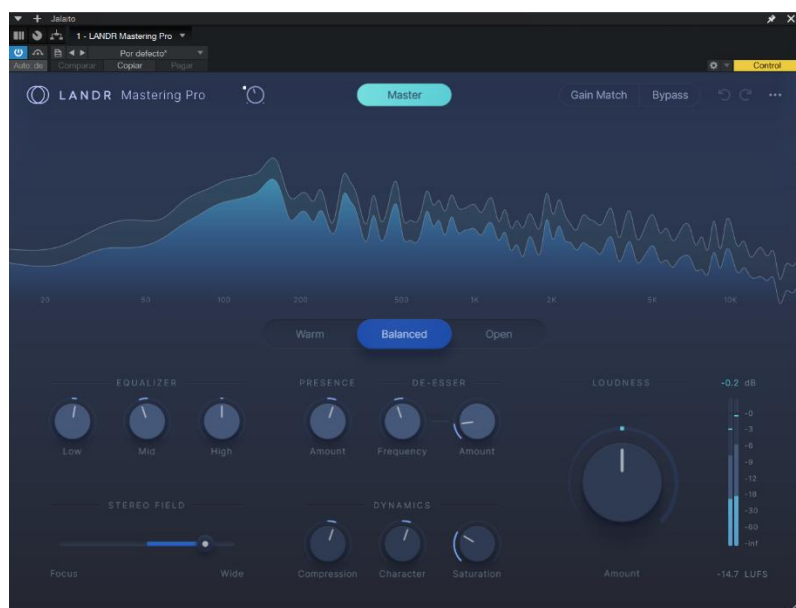 Jalaito
1 - LANDR Mastering Pro
Por defecto*
Auto: de Comparar Copiar Pegar Control
LANDR Mastering Pro Master Gain Match Bypass
20 50 100 200 500 1K 2K 5K 10K
Warm Balanced Open
EQUALIZER PRESENCE DE-ESSER LOUDNESS -0.2 dB
-0
-3
-6
-9
-12
-18
-30
-60
-inf
Low Mid High Amount Frequency Amount
STEREO FIELD DYNAMICS
Focus Wide Compression Character Saturation Amount -14.7 LUFS